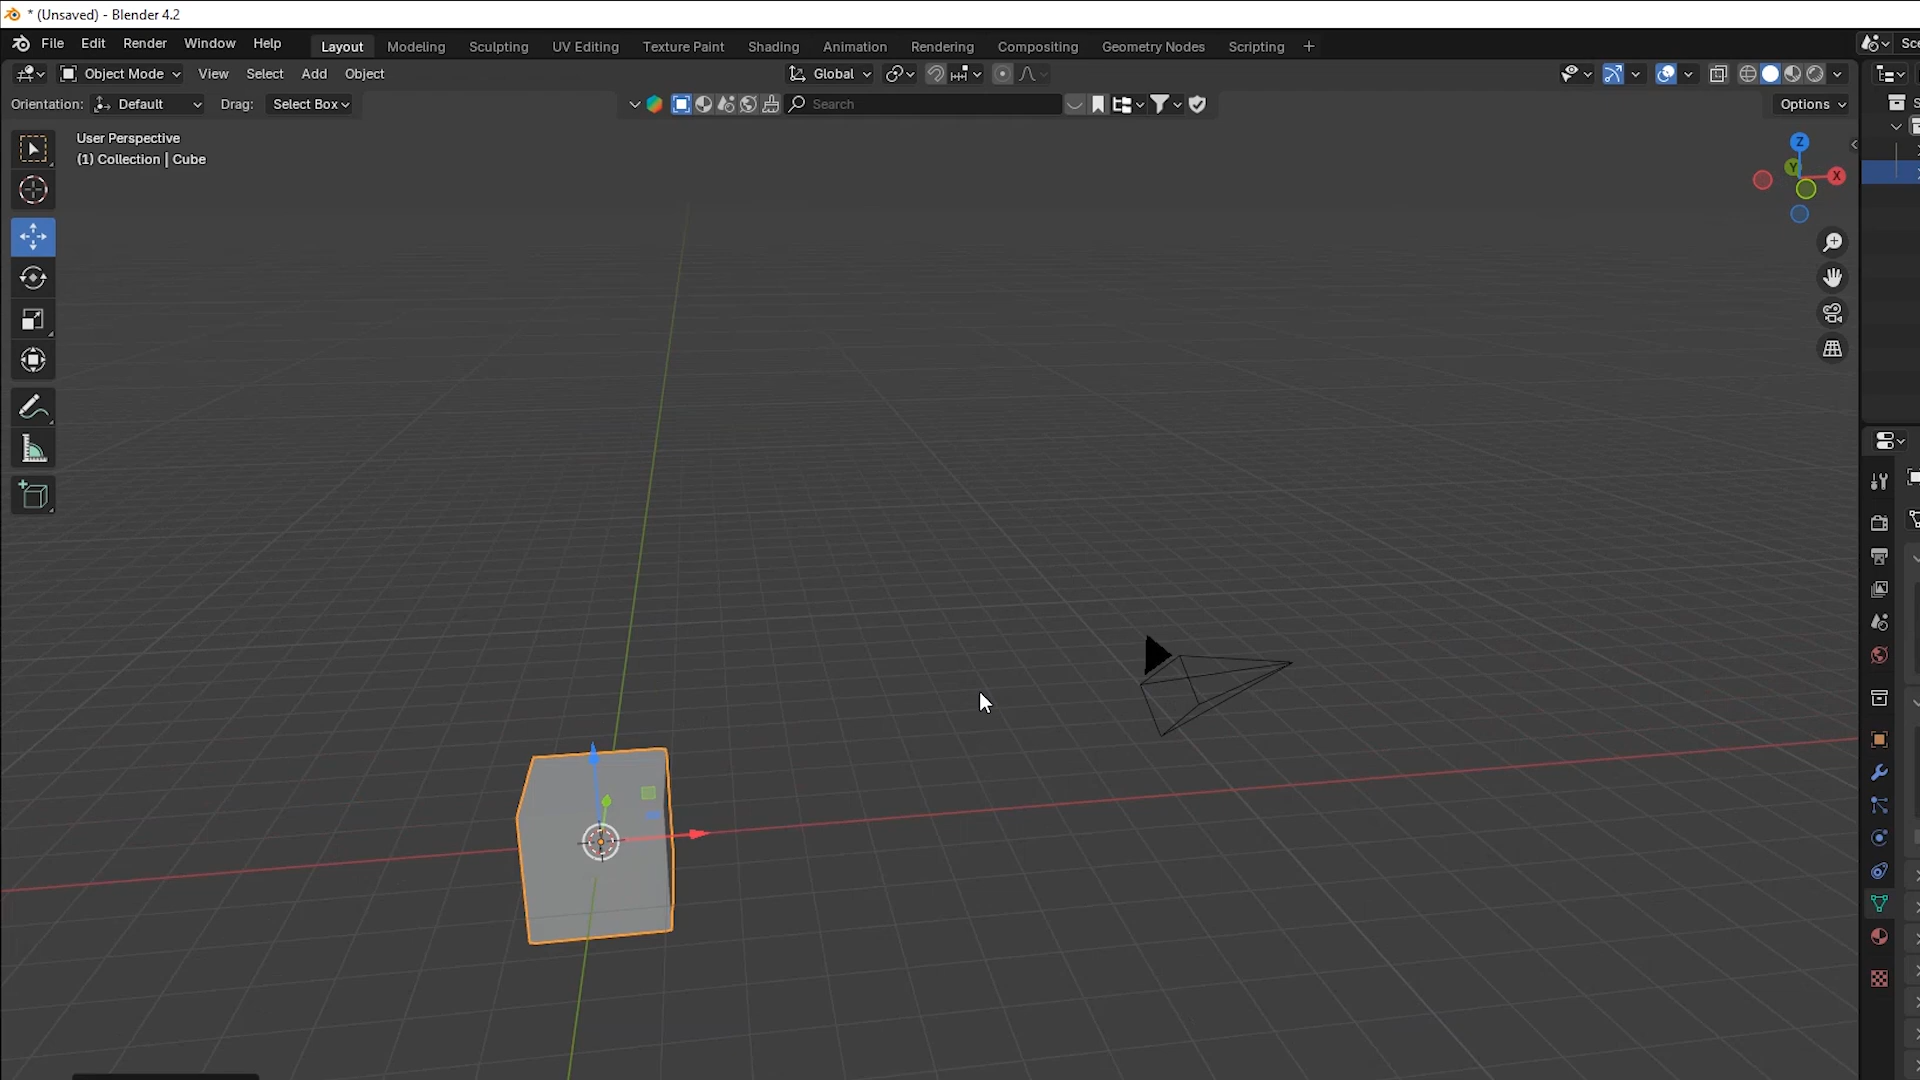 * (Unsaved) - Blender 4.2
File Edit Render Window Help Layout Modeling Sculpting UV Editing Texture Paint Shading Animation Rendering Compositing Geometry Nodes Scripting +
Object Mode View Select Add Object Global
Orientation: Default Drag: Select Box Search Options
User Perspective
(1) Collection | Cube
Z
Y
X